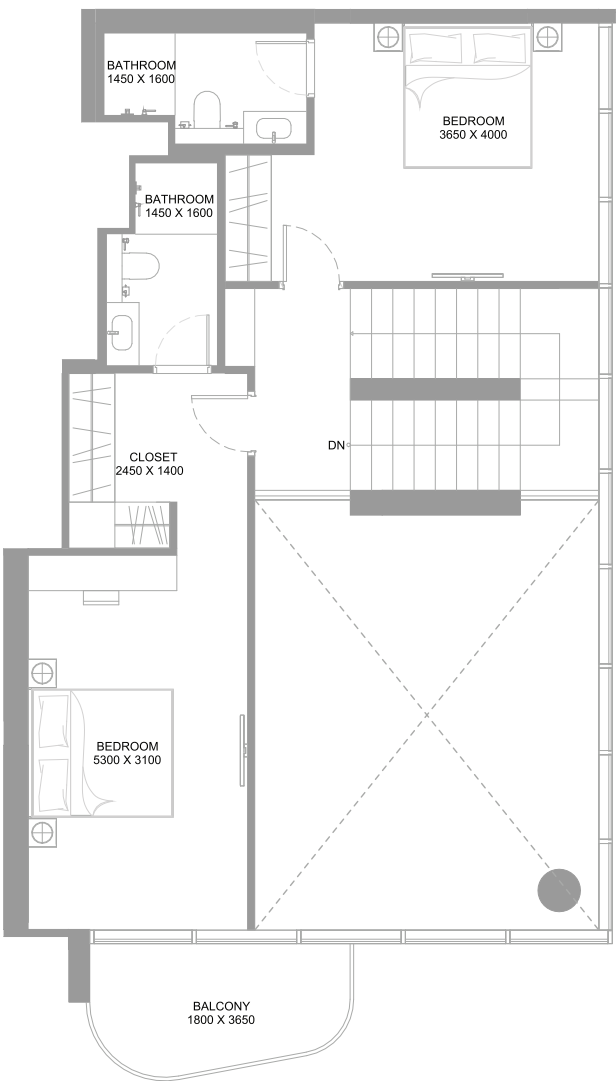 BATHROOM
1450 X 1600
BEDROOM
3650 X 4000
BATHROOM
1450 X 1600
DN
CLOSET
2450 X 1400
BEDROOM
5300 X 3100
BALCONY
1800 X 3650